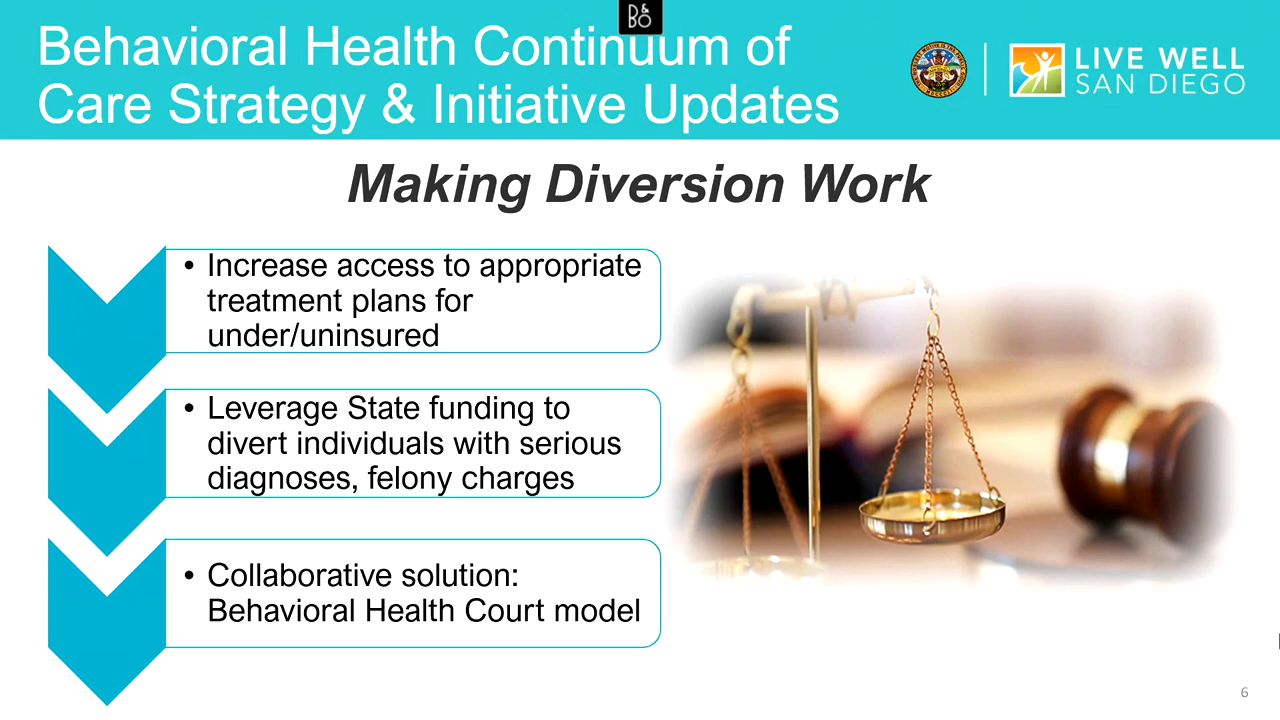 B&O
Behavioral Health Continuum of
Care Strategy & Initiative Updates
LIVE WELL
SAN DIEGO
Making Diversion Work
• Increase access to appropriate
treatment plans for
under/uninsured
• Leverage State funding to
divert individuals with serious
diagnoses, felony charges
• Collaborative solution:
Behavioral Health Court model
6